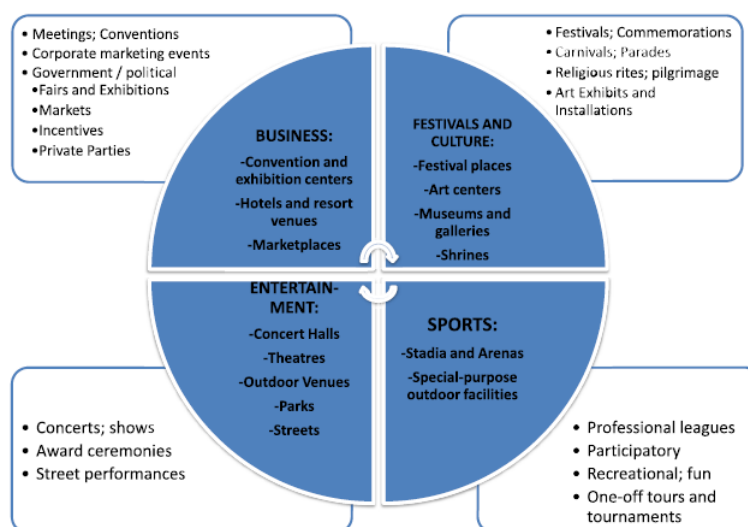 • Meetings; Conventions
• Corporate marketing events
• Government / political
•Fairs and Exhibitions
•Markets
•Incentives
•Private Parties
• Festivals; Commemorations
• Carnivals; Parades
• Religious rites; pilgrimage
• Art Exhibits and
Installations
BUSINESS:
-Convention and
exhibition centers
-Hotels and resort
venues
-Marketplaces
FESTIVALS AND
CULTURE:
-Festival places
-Art centers
-Museums and
galleries
-Shrines
ENTERTAIN-
MENT:
-Concert Halls
-Theatres
-Outdoor Venues
-Parks
-Streets
SPORTS:
-Stadia and Arenas
-Special-purpose
outdoor facilities
• Concerts; shows
• Award ceremonies
• Street performances
• Professional leagues
• Participatory
• Recreational; fun
• One-off tours and
tournaments